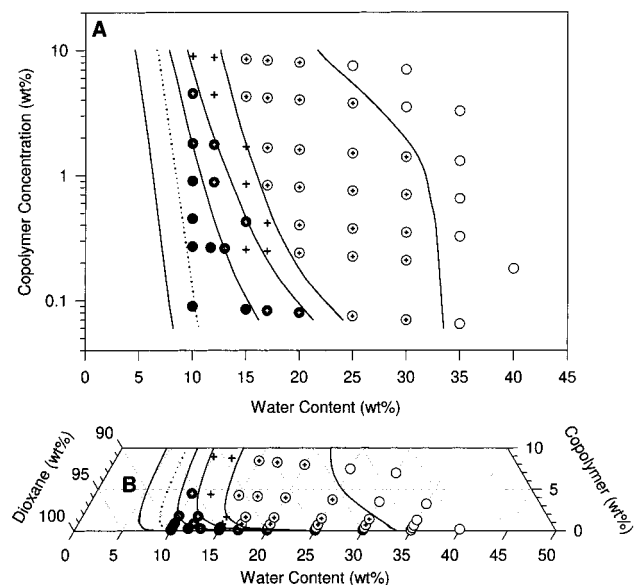 A
10
1
0.1
Copolymer Concentration (wt%)
0 5 10 15 20 25 30 35 40 45
Water Content (wt%)
B
90
95
100
Dioxane (wt%)
10
5
0
Copolymer (wt%)
0 5 10 15 20 25 30 35 40 45 50
Water Content (wt%)